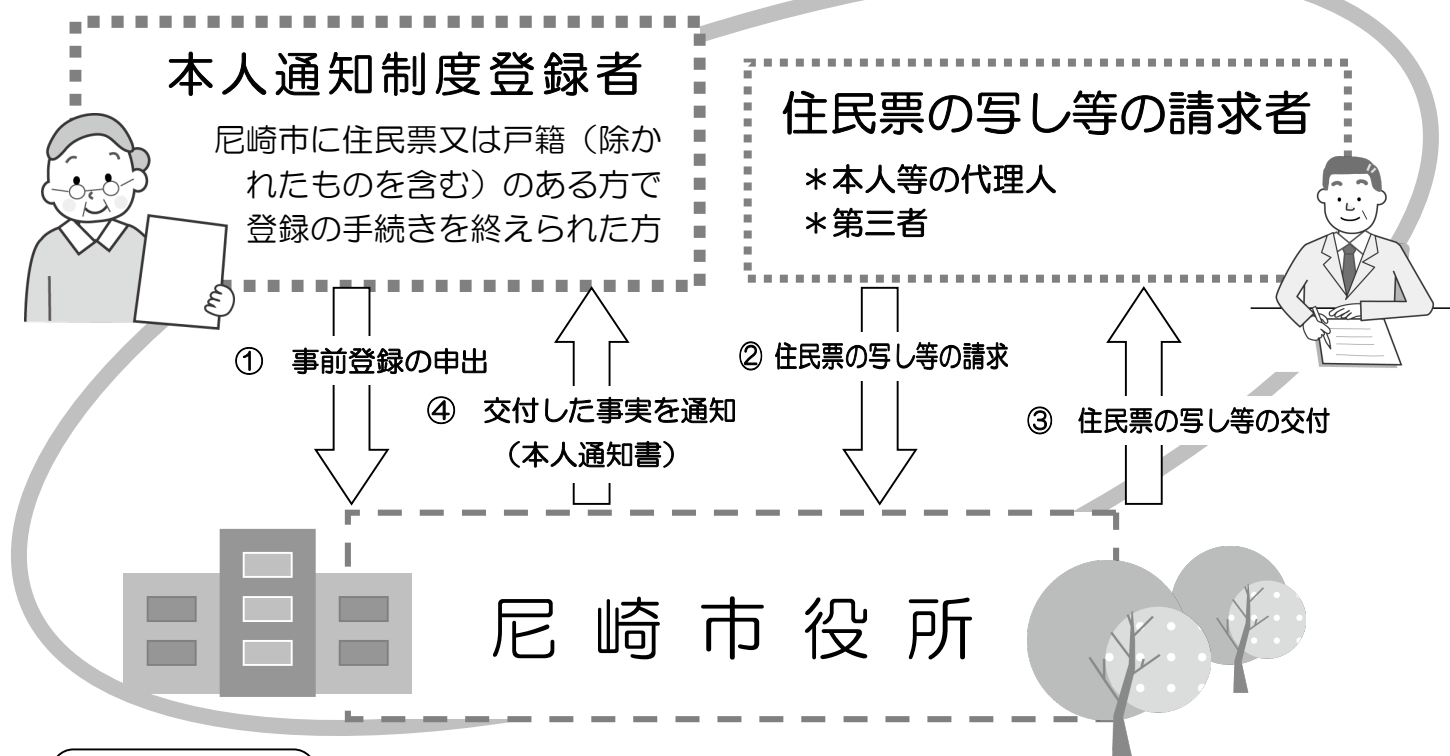 本人通知制度登録者
尼崎市に住民票又は戸籍（除か
れたものを含む）のある方で
登録の手続きを終えられた方
住民票の写し等の請求者
＊本人等の代理人
＊第三者
① 事前登録の申出
④ 交付した事実を通知
（本人通知書）
② 住民票の写し等の請求
③ 住民票の写し等の交付
尼崎市役所